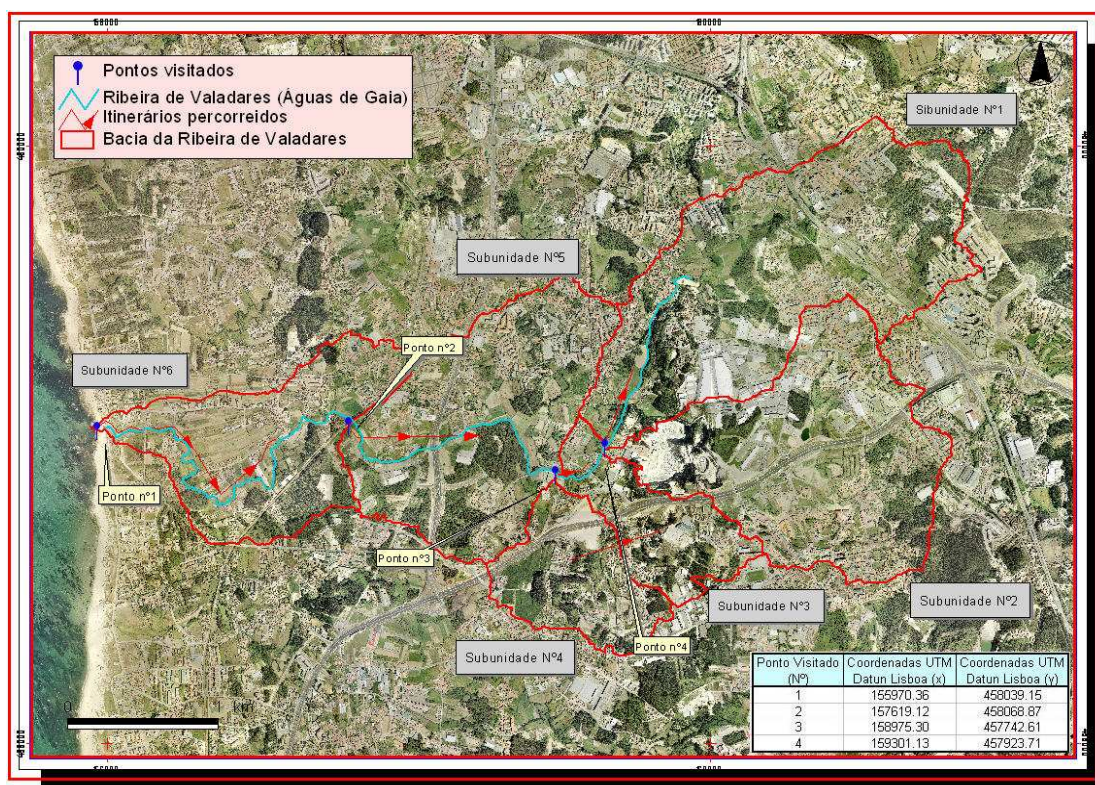 Pontos visitados
Ribeira de Valadares (Águas de Gaia)
Itinerários percorreidos
Bacia da Ribeira de Valadares
Sibunidade Nº1
Subunidade Nº5
Ponto nº2
Subunidade Nº6
Ponto nº1
Ponto nº3
Subunidade Nº3
Subunidade Nº2
Subunidade Nº4
Ponto nº4
0 1 km
Ponto Visitado (Nº) Coordenadas UTM Datun Lisboa (x) Coordenadas UTM Datun Lisboa (y)
1 155970.36 458039.15
2 157619.12 458068.87
3 158975.30 457742.61
4 159301.13 457923.71